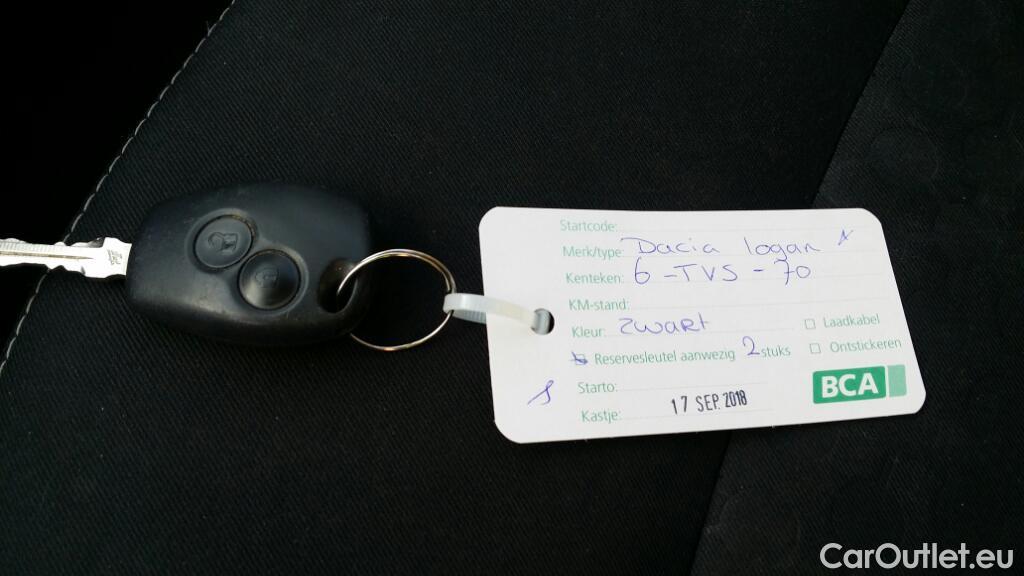 Startcode:
Merk/type: Dacia logan
Kenteken: 6-TVS-70
KM-stand:
Kleur: zwart
Laadkabel
Reservesleutel aanwezig 2 stuks
Ontstickeren
Starto:
BCA
Kastje: 17 SEP. 2018
CarOutlet.eu